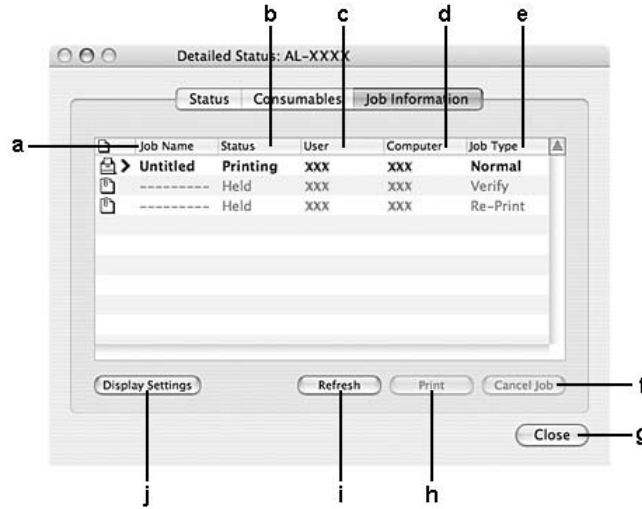 b c d e
Detailed Status: AL-XXXX
Status Consumables Job Information
a Job Name Status User Computer Job Type
Untitled Printing XXX XXX Normal
--------- Held XXX XXX Verify
--------- Held XXX XXX Re-Print
Display Settings Refresh Print Cancel Job f
Close g
j i h